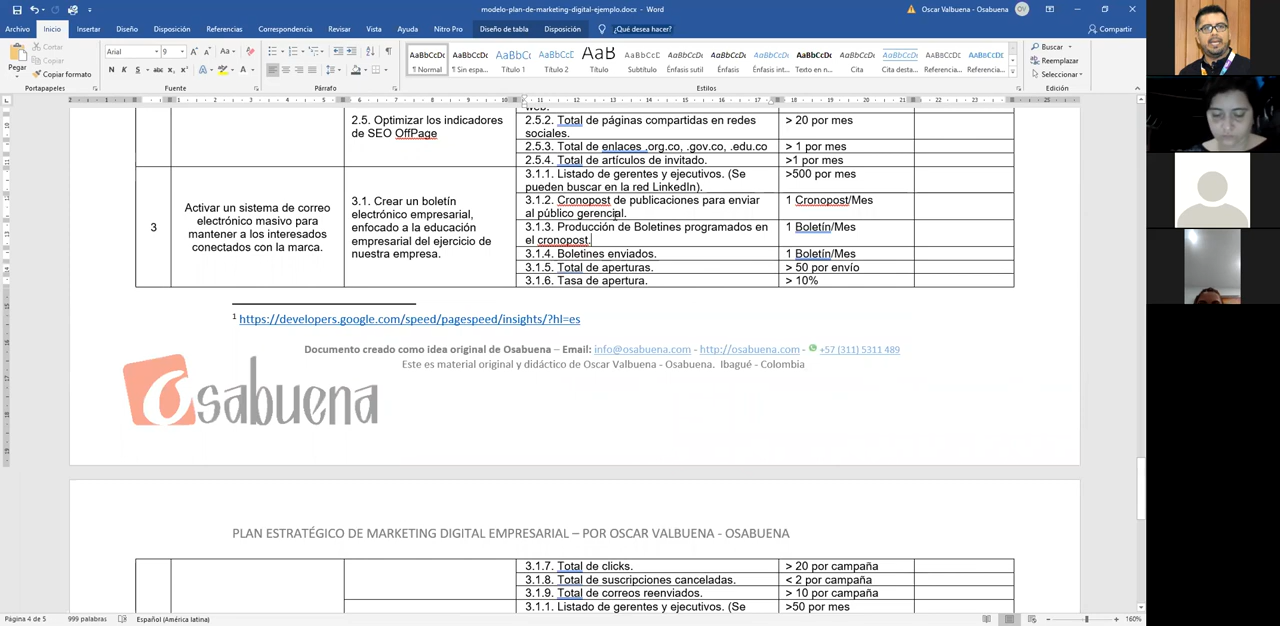 modelo-plan-de-marketing-digital-ejemplo.docx - Word
Oscar Valbuena - Osabuena
OV
Archivo
Inicio
Insertar
Diseño
Disposición
Referencias
Correspondencia
Revisar
Vista
Ayuda
Nitro Pro
Diseño de tabla
Disposición
¿Qué desea hacer?
Compartir
Pegar
Cortar
Copiar
Copiar formato
Portapapeles
Arial
9
Fuente
Párrafo
¶ Normal
¶ Sin espa...
Título 1
Título 2
Título
Subtítulo
Énfasis sutil
Énfasis
Énfasis int...
Texto en n...
Cita
Cita desta...
Referencia...
Referencia...
Estilos
Buscar
Reemplazar
Seleccionar
Edición
web.
2.5. Optimizar los indicadores
de SEO OffPage
2.5.2. Total de páginas compartidas en redes
sociales.
> 20 por mes
2.5.3. Total de enlaces .org.co, .gov.co, .edu.co
> 1 por mes
2.5.4. Total de artículos de invitado.
>1 por mes
3
Activar un sistema de correo
electrónico masivo para
mantener a los interesados
conectados con la marca.
3.1. Crear un boletín
electrónico empresarial,
enfocado a la educación
empresarial del ejercicio de
nuestra empresa.
3.1.1. Listado de gerentes y ejecutivos. (Se
pueden buscar en la red LinkedIn).
>500 por mes
3.1.2. Cronopost de publicaciones para enviar
al público gerencial.
1 Cronopost/Mes
3.1.3. Producción de Boletines programados en
el cronopost.
1 Boletín/Mes
3.1.4. Boletines enviados.
1 Boletín/Mes
3.1.5. Total de aperturas.
> 50 por envío
3.1.6. Tasa de apertura.
> 10%
1 https://developers.google.com/speed/pagespeed/insights/?hl=es
Documento creado como idea original de Osabuena – Email: info@osabuena.com - http://osabuena.com - +57 (311) 5311 489
Este es material original y didáctico de Oscar Valbuena - Osabuena. Ibagué - Colombia
Osabuena
PLAN ESTRATÉGICO DE MARKETING DIGITAL EMPRESARIAL – POR OSCAR VALBUENA - OSABUENA
3.1.7. Total de clicks.
> 20 por campaña
3.1.8. Total de suscripciones canceladas.
< 2 por campaña
3.1.9. Total de correos reenviados.
> 10 por campaña
3.1.1. Listado de gerentes y ejecutivos. (Se
>50 por mes
Página 4 de 5
999 palabras
Español (América latina)
160%